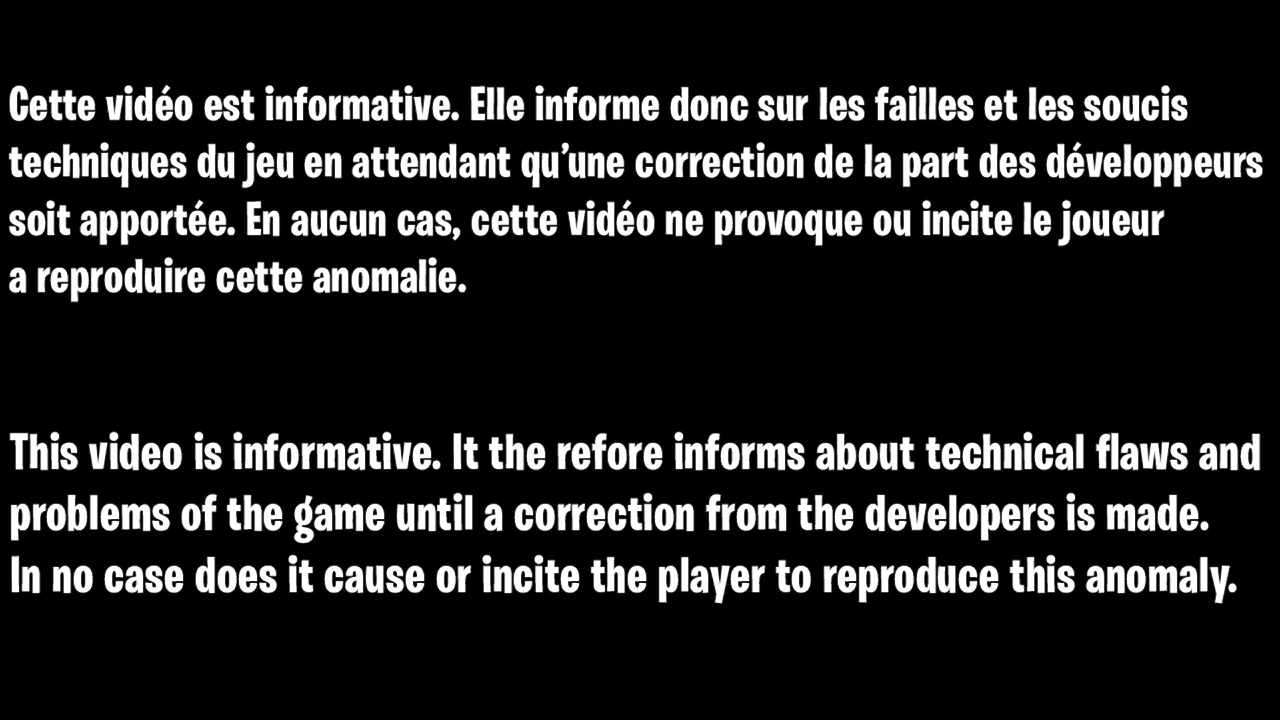 Cette vidéo est informative. Elle informe donc sur les failles et les soucis
techniques du jeu en attendant qu’une correction de la part des développeurs
soit apportée. En aucun cas, cette vidéo ne provoque ou incite le joueur
a reproduire cette anomalie.
This video is informative. It the refore informs about technical flaws and
problems of the game until a correction from the developers is made.
In no case does it cause or incite the player to reproduce this anomaly.